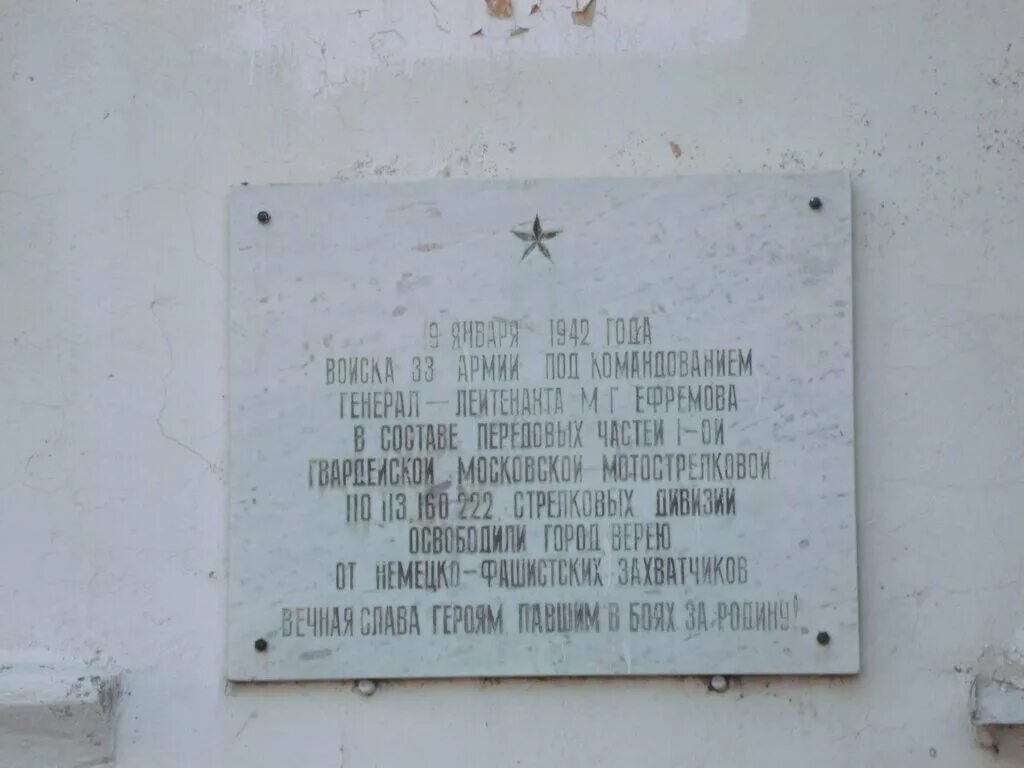 19 ЯНВАРЯ 1942 ГОДА
ВОЙСКА 33 АРМИИ ПОД КОМАНДОВАНИЕМ
ГЕНЕРАЛ – ЛЕЙТЕНАНТА М Г ЕФРЕМОВА
В СОСТАВЕ ПЕРЕДОВЫХ ЧАСТЕЙ 1-ОЙ
ГВАРДЕЙСКОЙ МОСКОВСКОЙ МОТОСТРЕЛКОВОЙ
110 113, 160 222, СТРЕЛКОВЫХ ДИВИЗИИ
ОСВОБОДИЛИ ГОРОД ВЕРЕЮ
ОТ НЕМЕЦКО-ФАШИСТСКИХ ЗАХВАТЧИКОВ
ВЕЧНАЯ СЛАВА ГЕРОЯМ, ПАВШИМ В БОЯХ ЗА РОДИНУ!